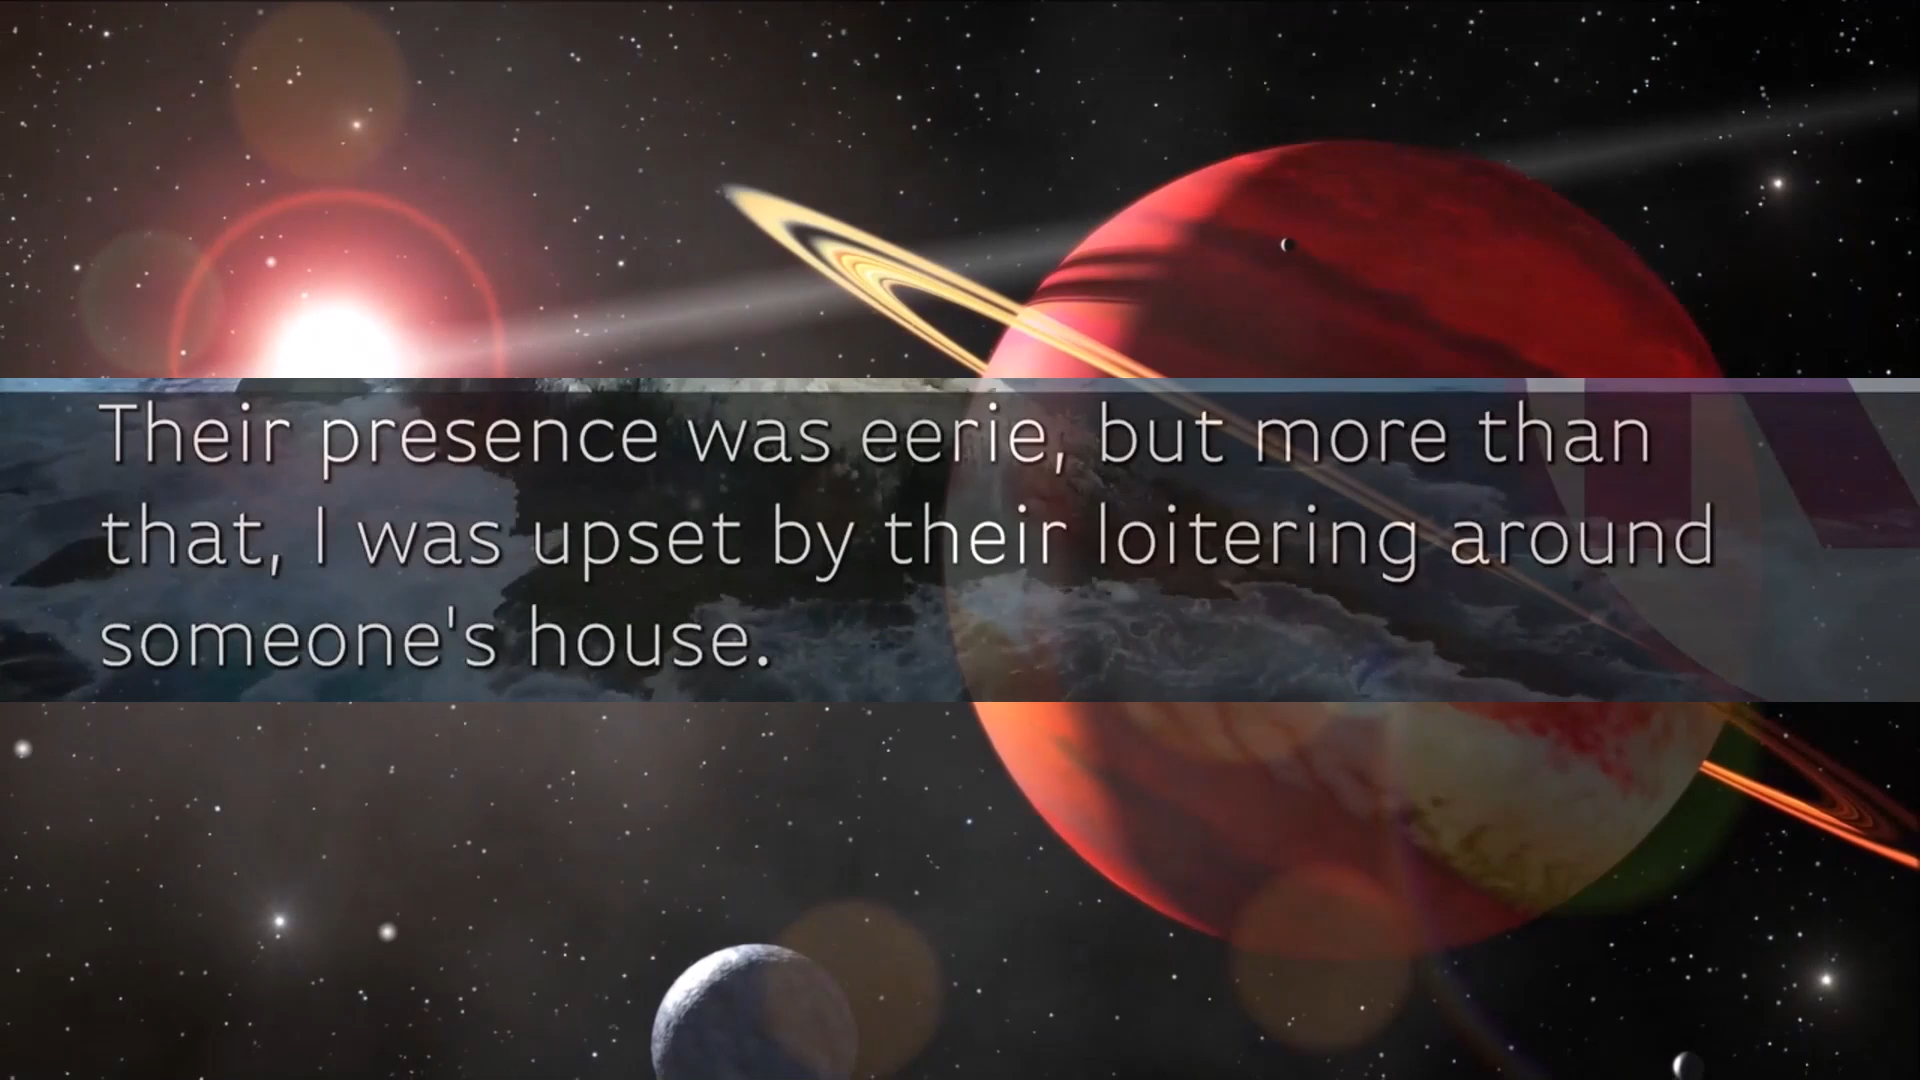 Their presence was eerie, but more than
that, I was upset by their loitering around
someone's house.